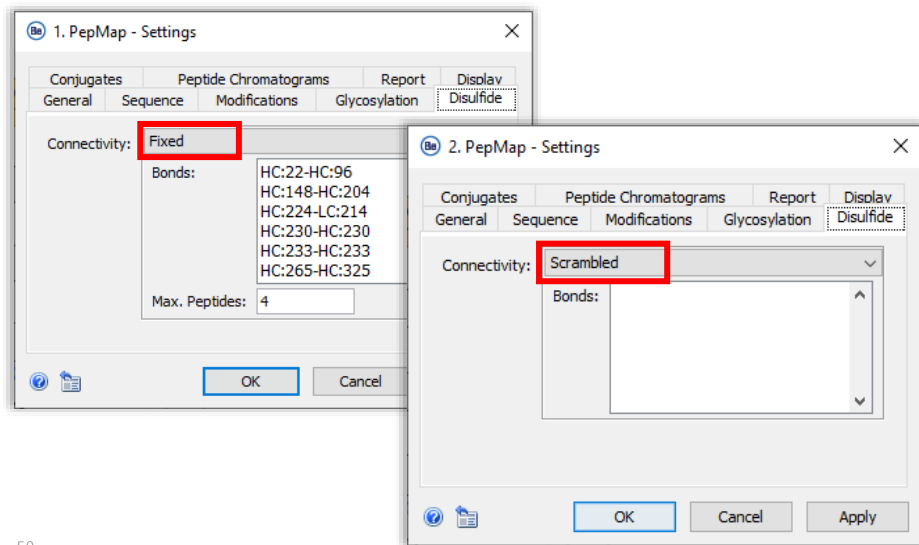 Be 1. PepMap - Settings
Conjugates Peptide Chromatograms Report Display
General Sequence Modifications Glycosylation Disulfide
Connectivity: Fixed
Bonds: HC:22-HC:96
HC:148-HC:204
HC:224-LC:214
HC:230-HC:230
HC:233-HC:233
HC:265-HC:325
Max. Peptides: 4
OK Cancel
Be 2. PepMap - Settings
Conjugates Peptide Chromatograms Report Display
General Sequence Modifications Glycosylation Disulfide
Connectivity: Scrambled
Bonds:
OK Cancel Apply